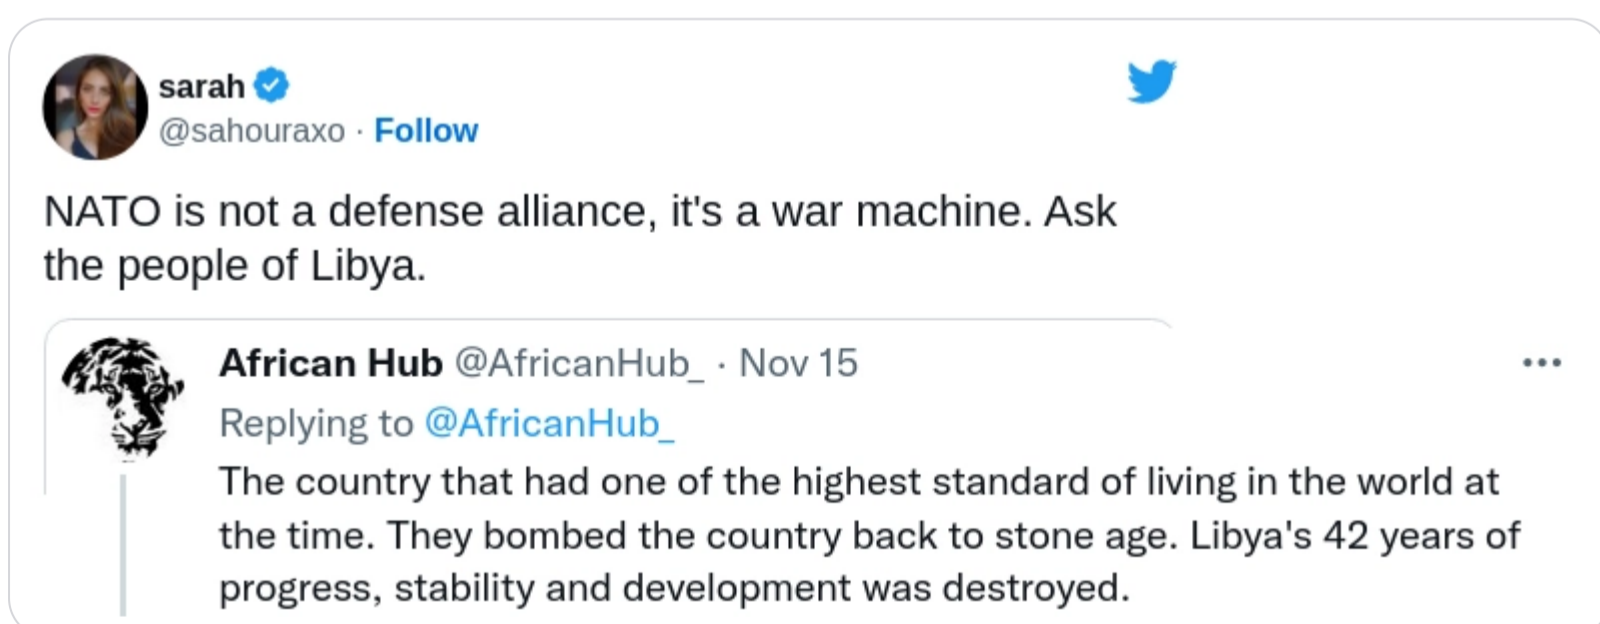 sarah
@sahouraxo · Follow
NATO is not a defense alliance, it's a war machine. Ask
the people of Libya.
African Hub @AfricanHub_ · Nov 15
Replying to @AfricanHub_
The country that had one of the highest standard of living in the world at
the time. They bombed the country back to stone age. Libya's 42 years of
progress, stability and development was destroyed.